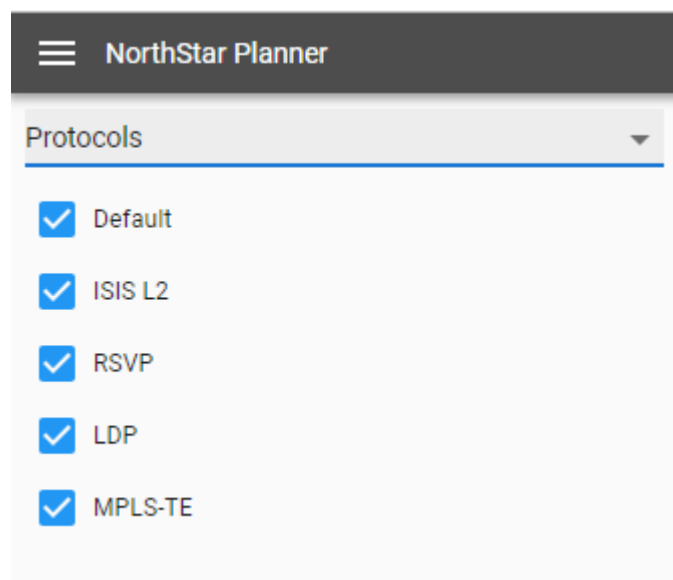 NorthStar Planner
Protocols
Default
ISIS L2
RSVP
LDP
MPLS-TE